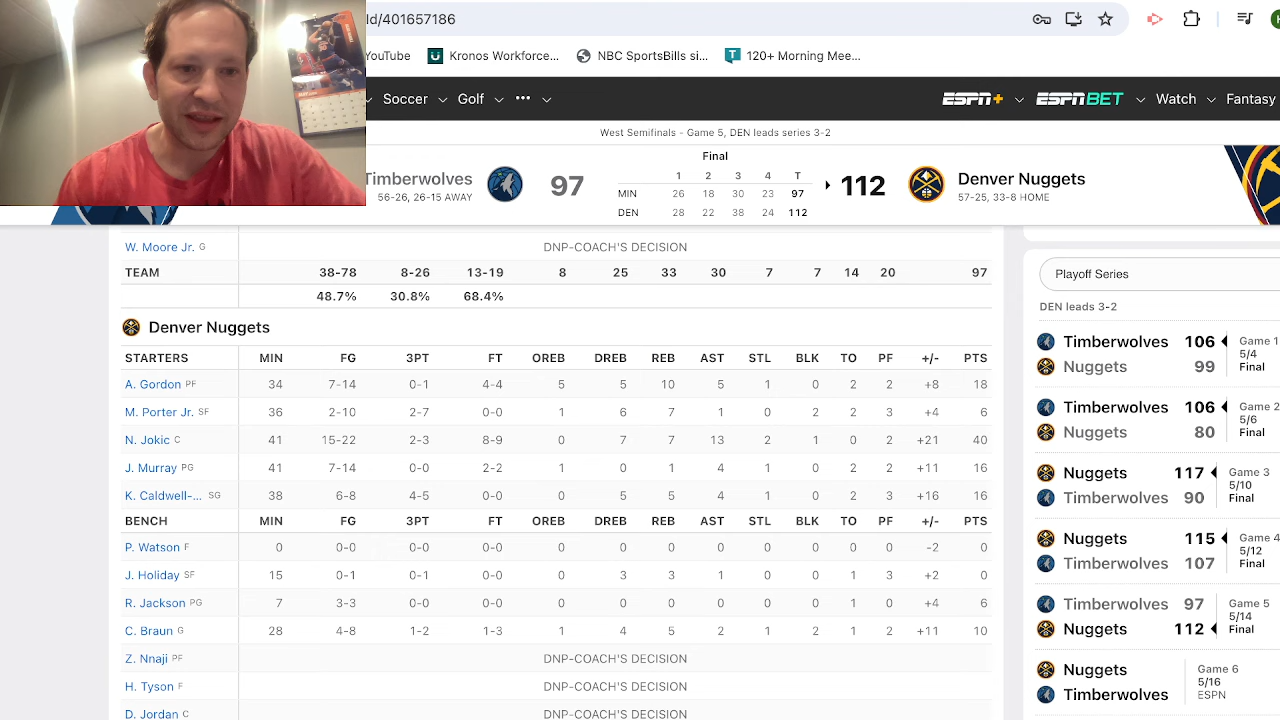 ld/401657186
YouTube Kronos Workforce... NBC SportsBills si... 120+ Morning Mee...
Soccer Golf ••• ESPN+ ESPN BET Watch Fantasy
West Semifinals - Game 5, DEN leads series 3-2
Final
Timberwolves 97 112 Denver Nuggets
56-26, 26-15 AWAY 57-25, 33-8 HOME
1 2 3 4 T
MIN 26 18 30 23 97
DEN 28 22 38 24 112
W. Moore Jr. G DNP-COACH'S DECISION
TEAM 38-78 8-26 13-19 8 25 33 30 7 7 14 20 97
48.7% 30.8% 68.4%
Denver Nuggets
STARTERS MIN FG 3PT FT OREB DREB REB AST STL BLK TO PF +/- PTS
A. Gordon PF 34 7-14 0-1 4-4 5 5 10 5 1 0 2 2 +8 18
M. Porter Jr. SF 36 2-10 2-7 0-0 1 6 7 1 0 2 2 3 +4 6
N. Jokic C 41 15-22 2-3 8-9 0 7 7 13 2 1 0 2 +21 40
J. Murray PG 41 7-14 0-0 2-2 1 0 1 4 1 0 2 2 +11 16
K. Caldwell-... SG 38 6-8 4-5 0-0 0 5 5 4 1 0 2 3 +16 16
BENCH MIN FG 3PT FT OREB DREB REB AST STL BLK TO PF +/- PTS
P. Watson F 0 0-0 0-0 0-0 0 0 0 0 0 0 0 0 -2 0
J. Holiday SF 15 0-1 0-1 0-0 0 3 3 1 0 0 1 3 +2 0
R. Jackson PG 7 3-3 0-0 0-0 0 0 0 0 0 0 1 0 +4 6
C. Braun G 28 4-8 1-2 1-3 1 4 5 2 1 2 1 2 +11 10
Z. Nnaji PF DNP-COACH'S DECISION
H. Tyson F DNP-COACH'S DECISION
D. Jordan C DNP-COACH'S DECISION
Playoff Series
DEN leads 3-2
Timberwolves 106 Game 1
5/4
Nuggets 99 Final
Timberwolves 106 Game 2
5/6
Nuggets 80 Final
Nuggets 117 Game 3
5/10
Timberwolves 90 Final
Nuggets 115 Game 4
5/12
Timberwolves 107 Final
Timberwolves 97 Game 5
5/14
Nuggets 112 Final
Nuggets Game 6
5/16
Timberwolves ESPN